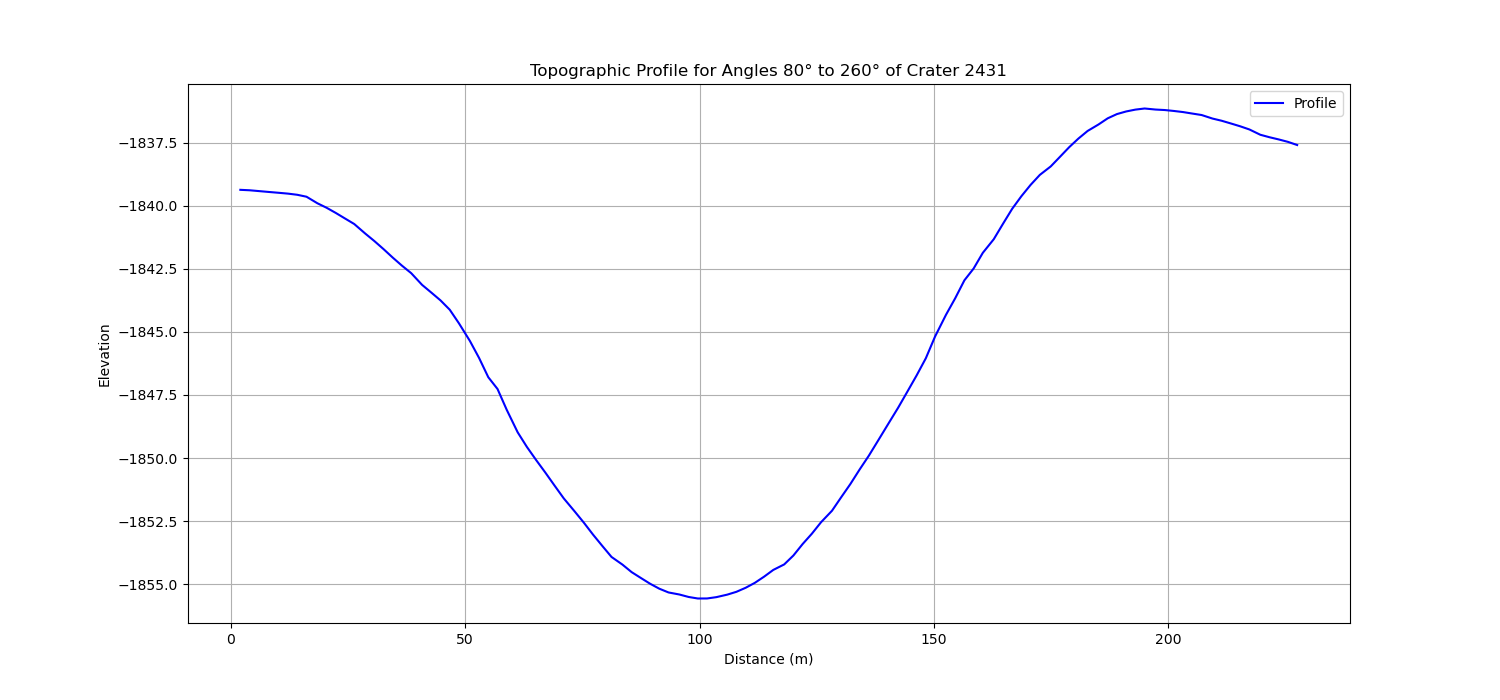 Topographic Profile for Angles 80° to 260° of Crater 2431
Profile
−1837.5
−1840.0
−1842.5
−1845.0
−1847.5
−1850.0
−1852.5
−1855.0
Elevation
0 50 100 150 200
Distance (m)